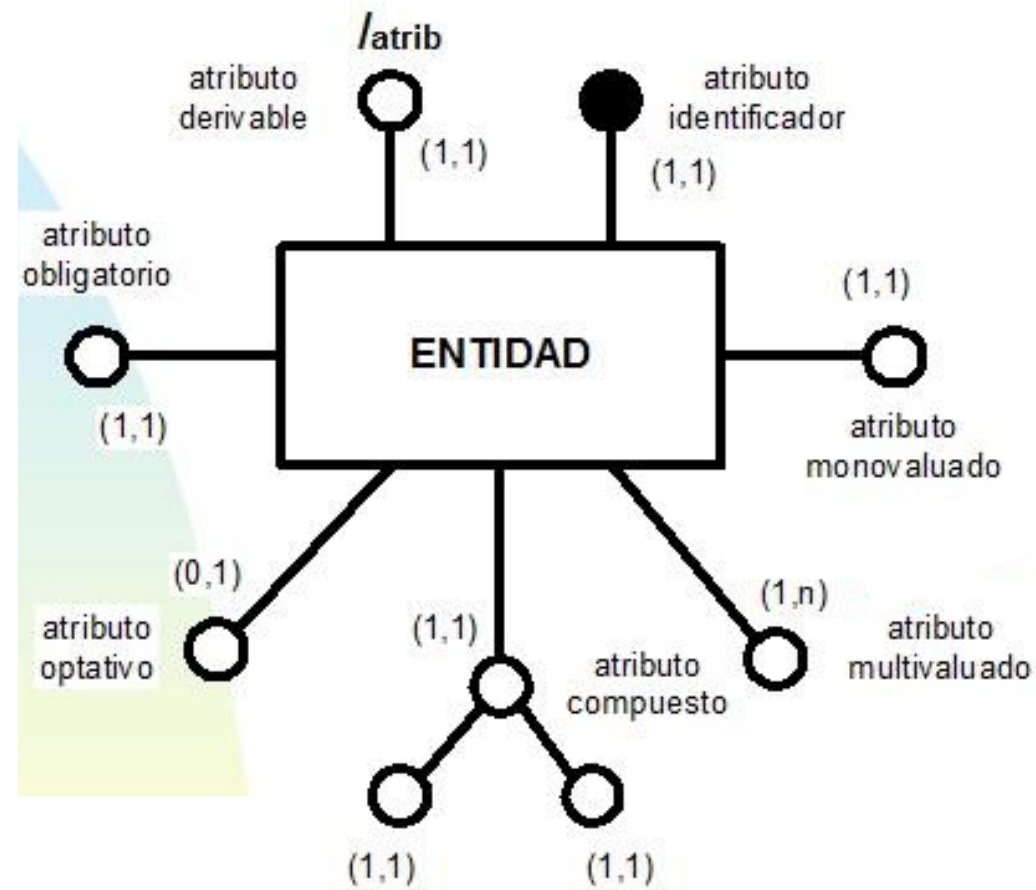 /atrib
atributo
derivable
(1,1)
atributo
identificador
(1,1)
atributo
obligatorio
(1,1)
ENTIDAD
(1,1)
atributo
monovaluado
(0,1)
atributo
optativo
(1,1)
atributo
compuesto
(1,n)
atributo
multivaluado
(1,1)
(1,1)